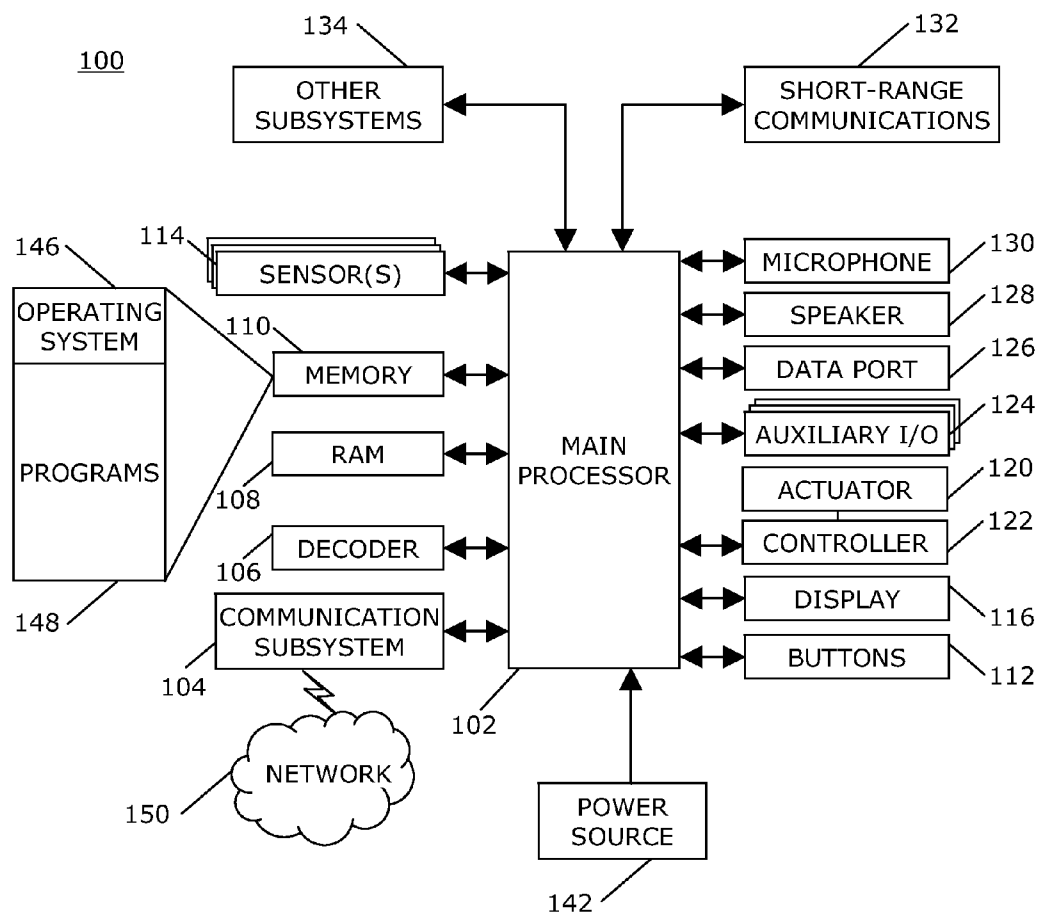 134
132
100
OTHER
SUBSYSTEMS
SHORT-RANGE
COMMUNICATIONS
146
114
SENSOR(S)
MICROPHONE
130
OPERATING
SYSTEM
110
SPEAKER
128
MEMORY
DATA PORT
126
AUXILIARY I/O
124
MAIN
PROCESSOR
PROGRAMS
RAM
108
ACTUATOR
120
DECODER
106
CONTROLLER
122
COMMUNICATION
SUBSYSTEM
DISPLAY
116
148
104
BUTTONS
112
102
NETWORK
150
POWER
SOURCE
142